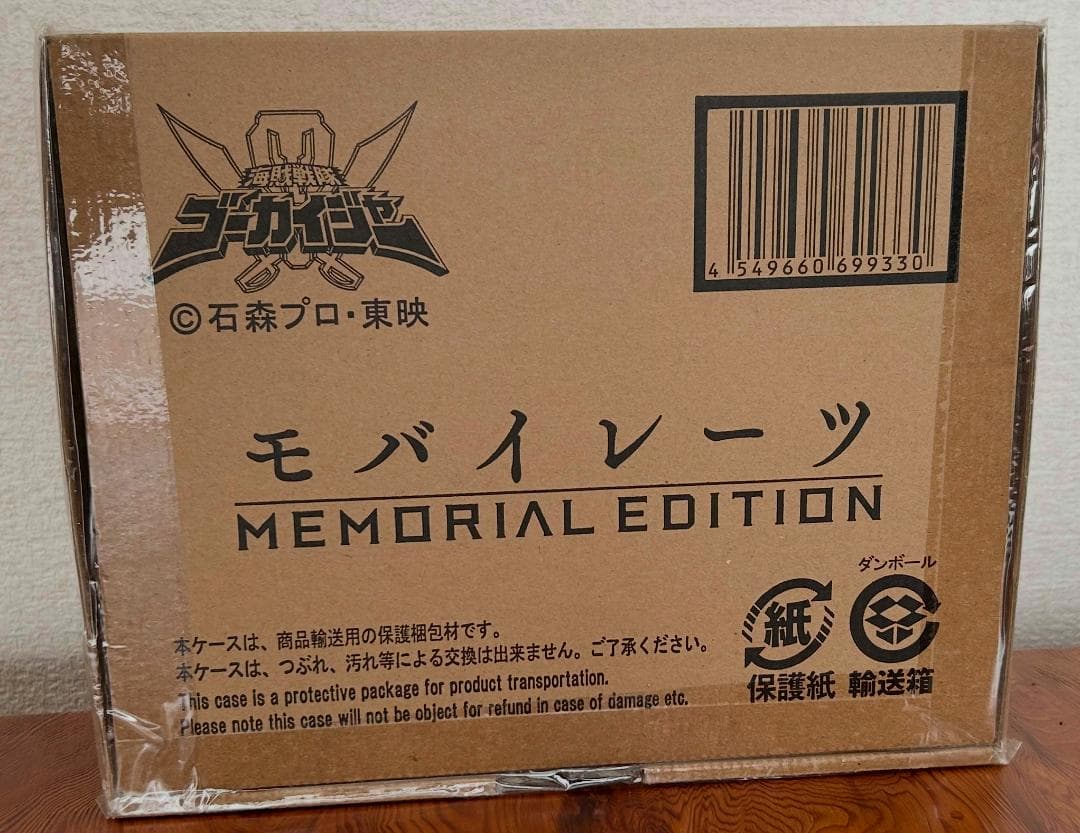 海賊戦隊
ゴーカイジャー
©石森プロ・東映
4 549660 699330
モバイレーツ
MEMORIAL EDITION
ダンボール
紙
保護紙 輸送箱
本ケースは、商品輸送用の保護梱包材です。
本ケースは、つぶれ、汚れ等による交換は出来ません。ご了承ください。
This case is a protective package for product transportation.
Please note this case will not be object for refund in case of damage etc.